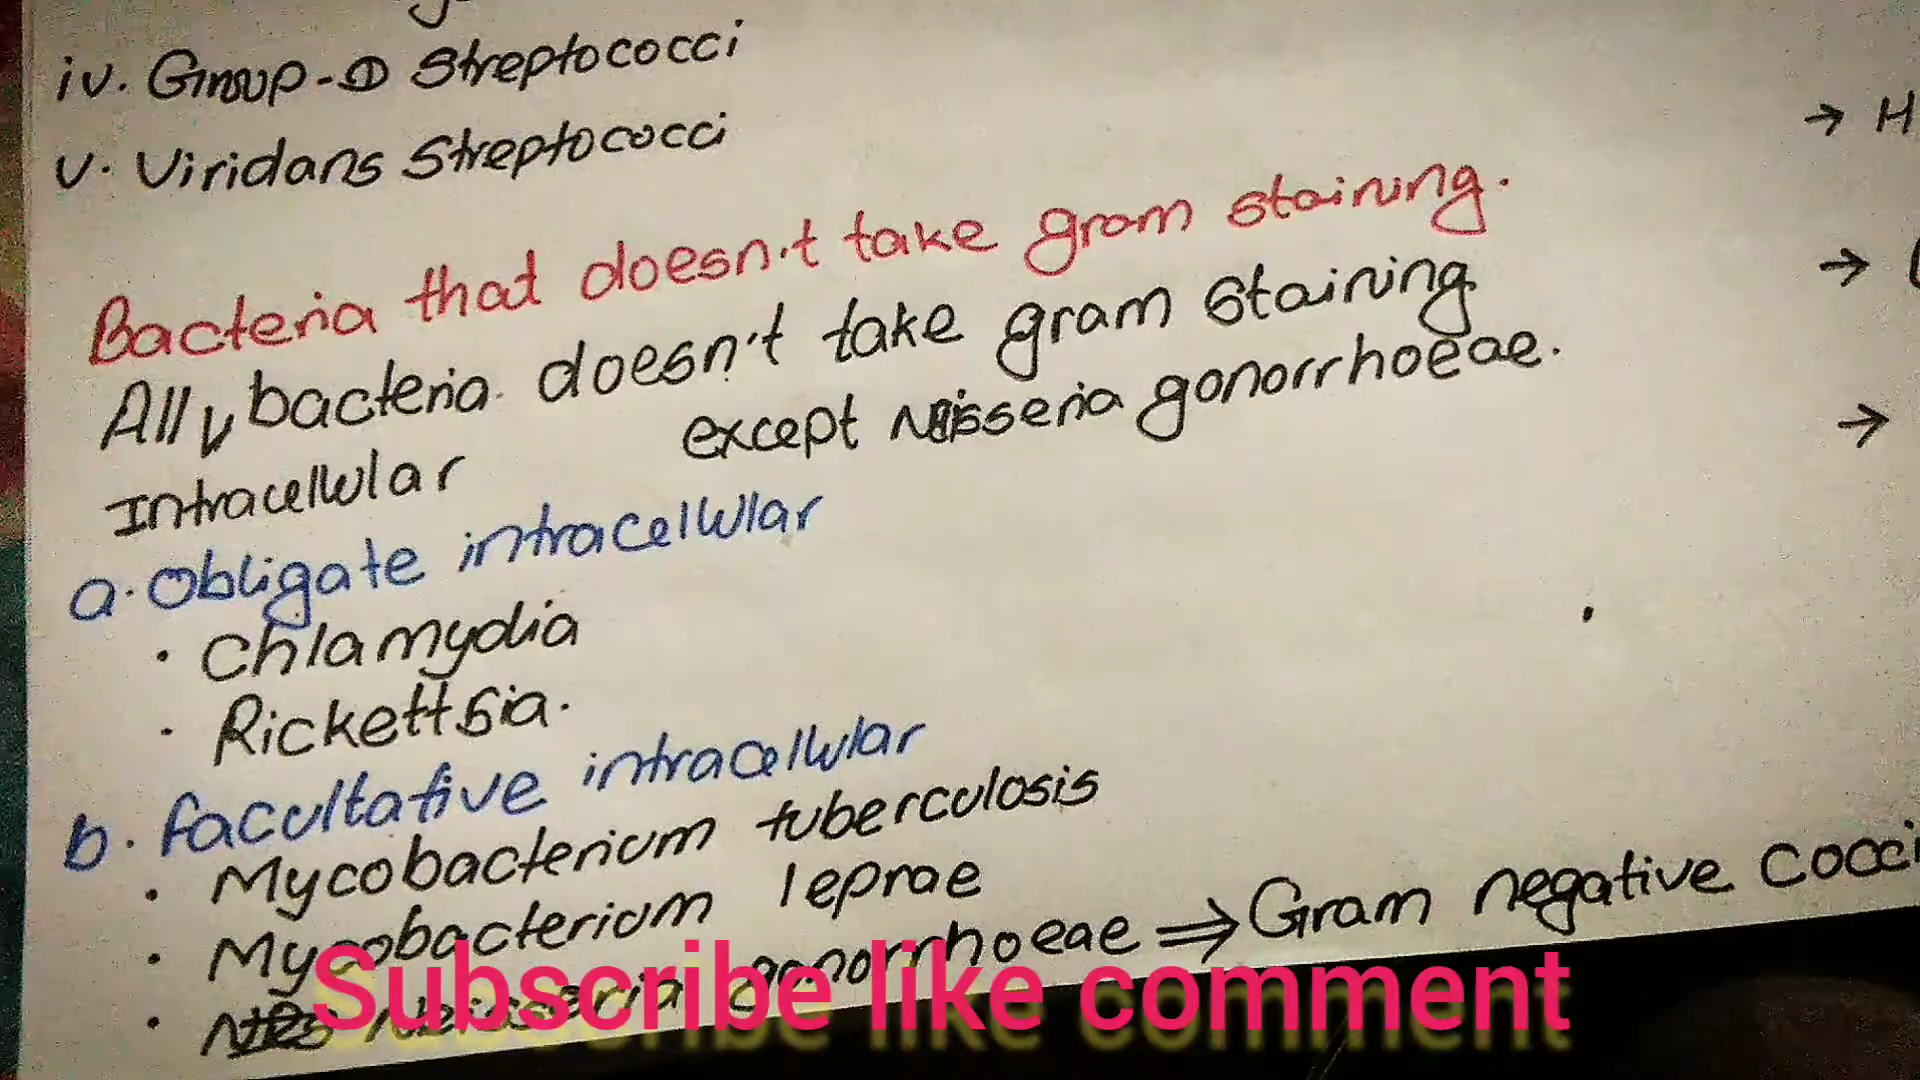 iv. Group-D Streptococci
v. Viridans Streptococci
→ H
Bacteria that doesn't take gram staining.
→
All bacteria doesn't take gram staining
Intracellular except Neisseria gonorrhoeae.
→
a. Obligate intracellular
• Chlamydia
• Rickettsia.
b. facultative intracellular
• Mycobacterium tuberculosis
• Mycobacterium leprae
• Neisseria gonorrhoeae ⇒ Gram negative cocci
Subscribe like comment